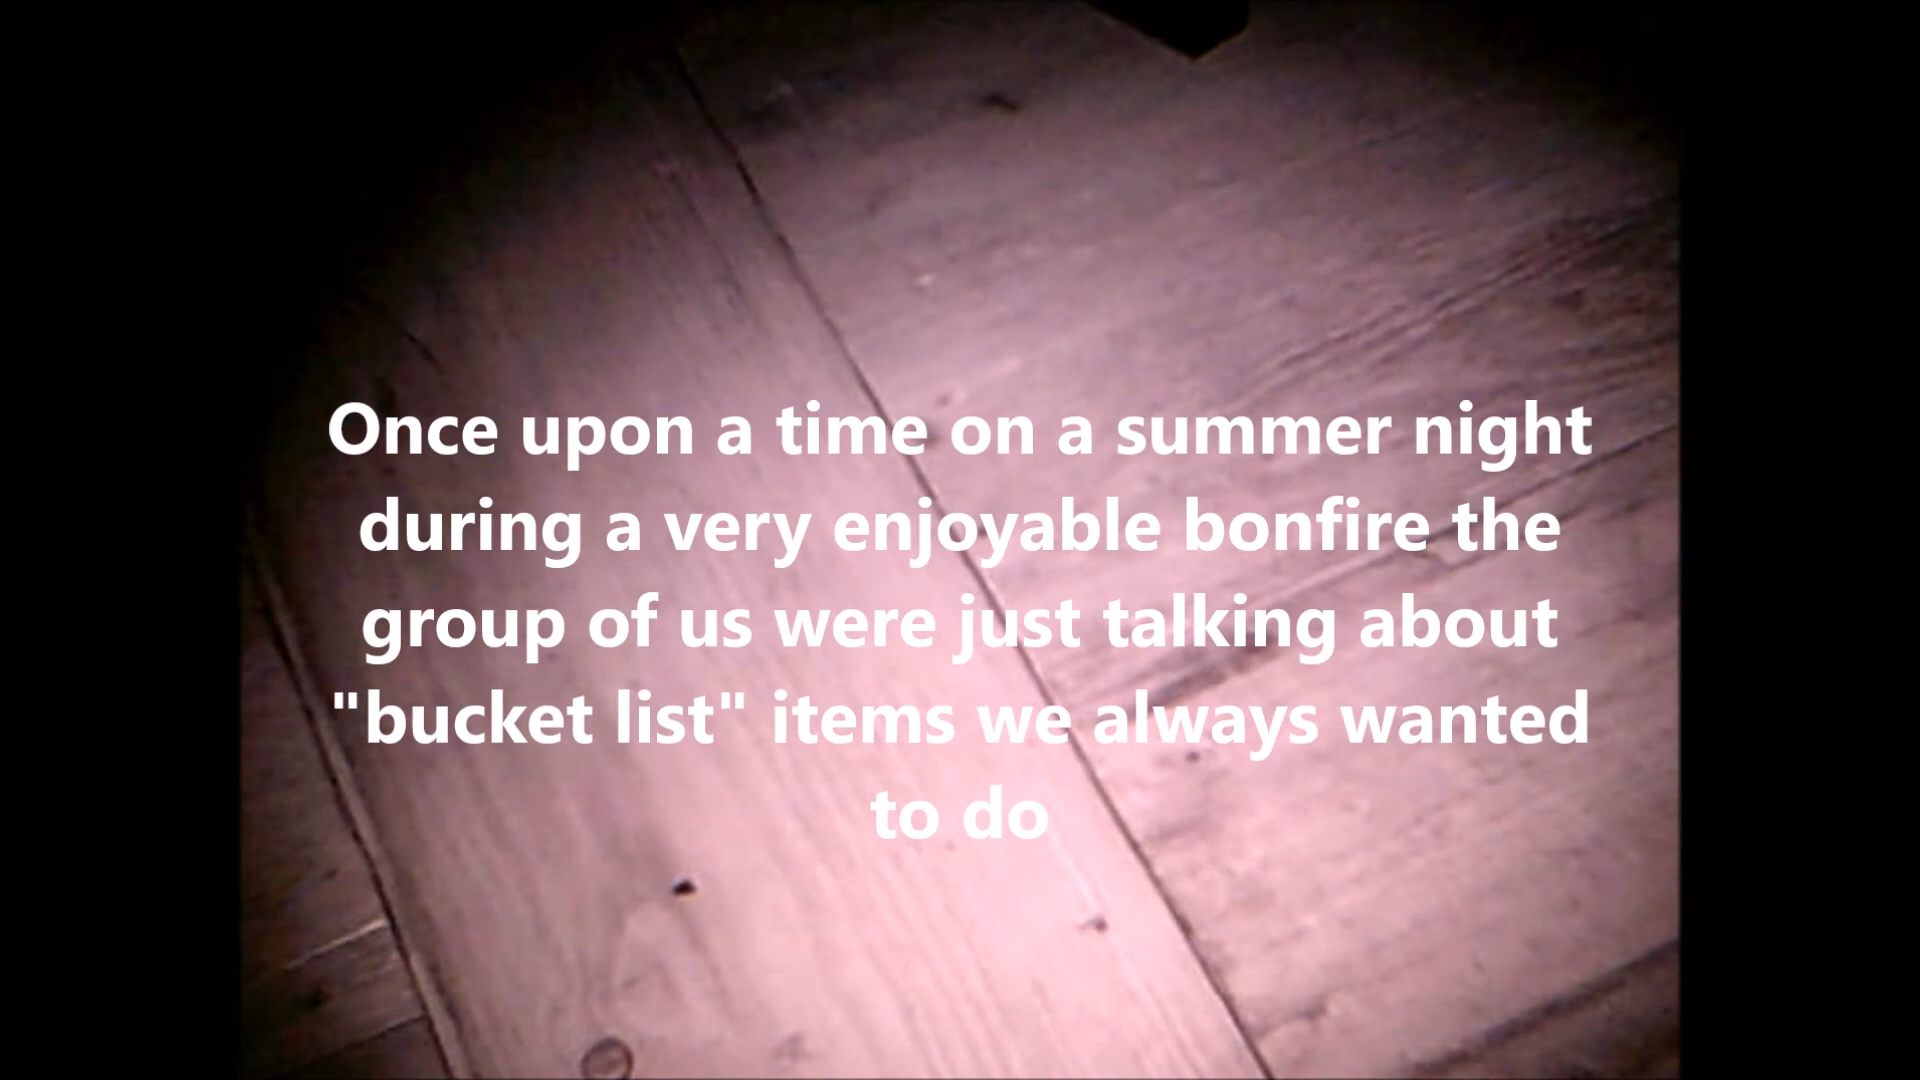 Once upon a time on a summer night
during a very enjoyable bonfire the
group of us were just talking about
"bucket list" items we always wanted
to do